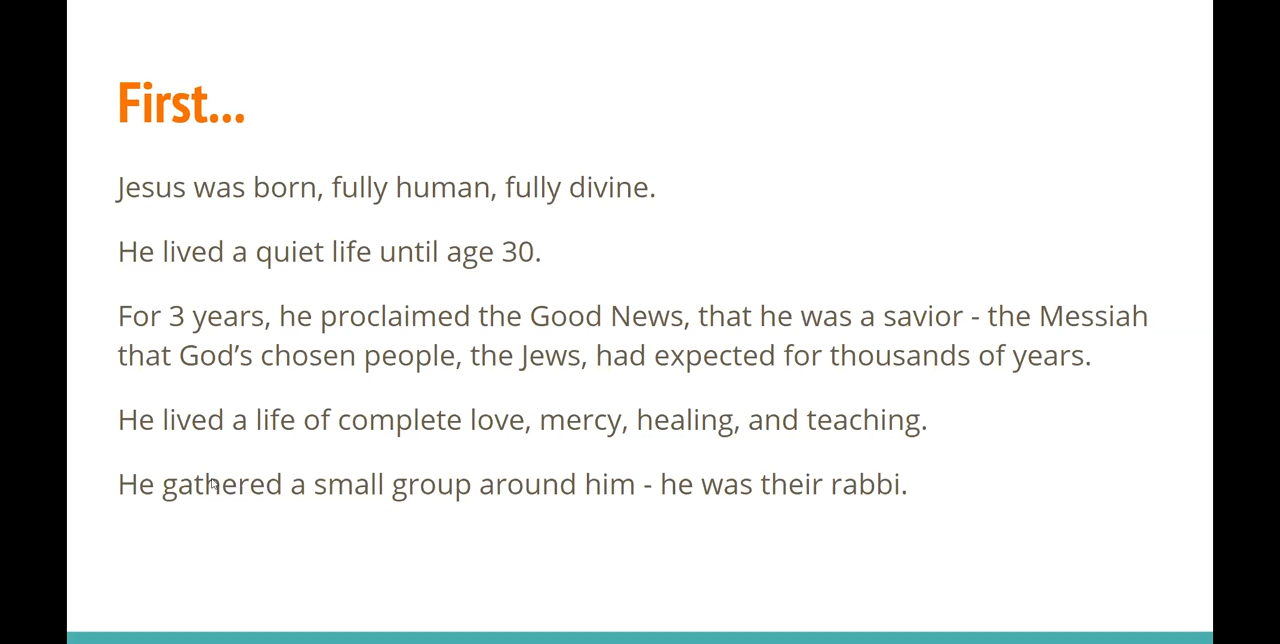 First...
Jesus was born, fully human, fully divine.
He lived a quiet life until age 30.
For 3 years, he proclaimed the Good News, that he was a savior - the Messiah
that God’s chosen people, the Jews, had expected for thousands of years.
He lived a life of complete love, mercy, healing, and teaching.
He gathered a small group around him - he was their rabbi.